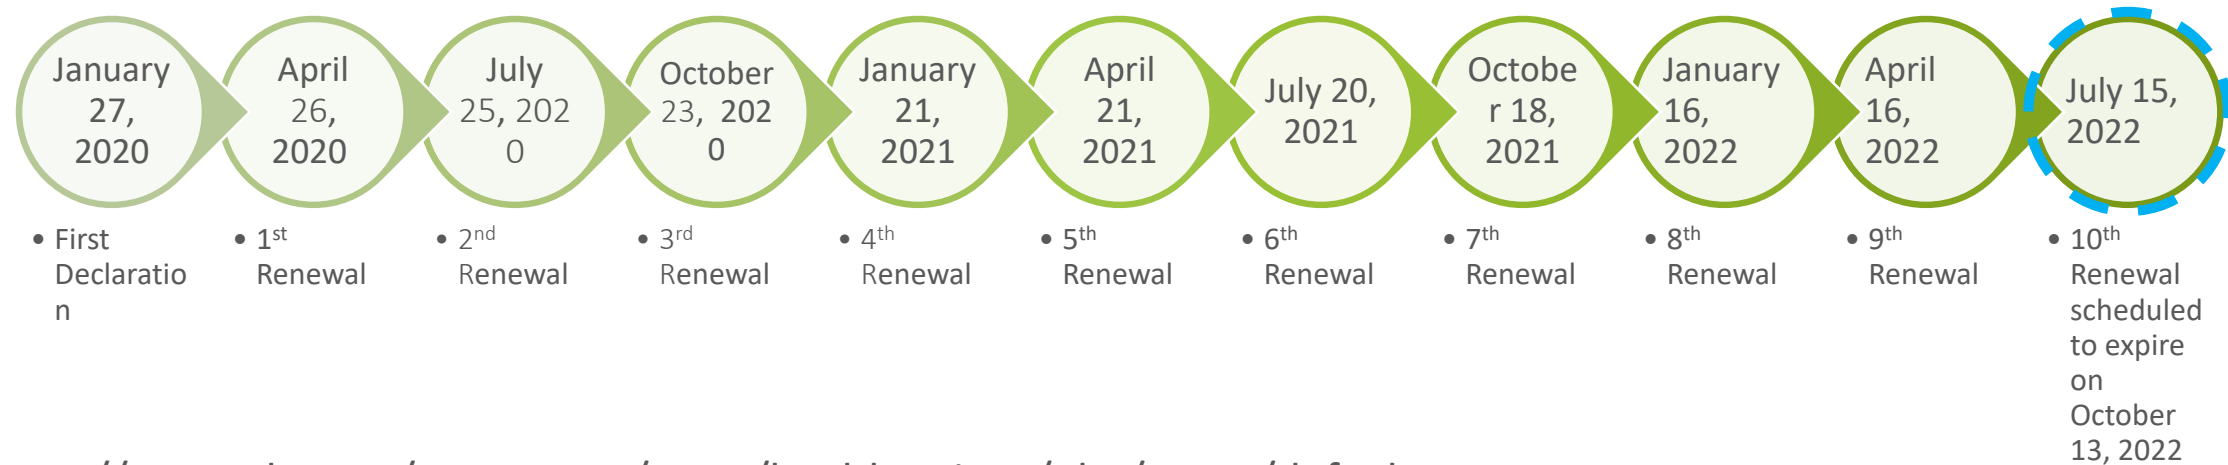 January
27,
2020
April
26,
2020
July
25, 202
0
October
23, 202
0
January
21,
2021
April
21,
2021
July 20,
2021
Octobe
r 18,
2021
January
16,
2022
April
16,
2022
July 15,
2022
• First
Declaratio
n
• 1st
Renewal
• 2nd
Renewal
• 3rd
Renewal
• 4th
Renewal
• 5th
Renewal
• 6th
Renewal
• 7th
Renewal
• 8th
Renewal
• 9th
Renewal
• 10th
Renewal
scheduled
to expire
on
October
13, 2022